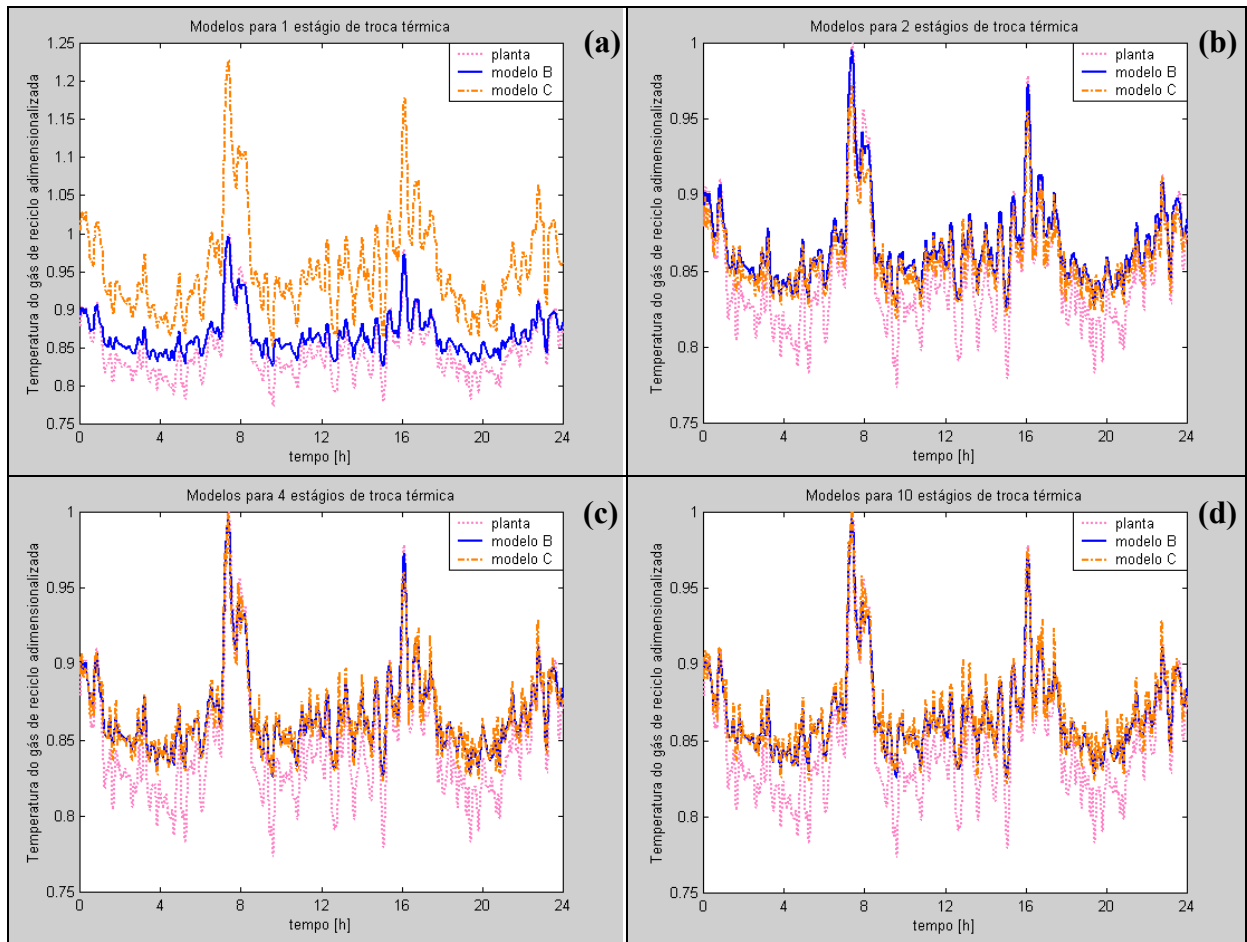 Modelos para 1 estágio de troca térmica
(a)
planta
modelo B
modelo C
Temperatura do gás de reciclo adimensionalizada
1.25
1.2
1.15
1.1
1.05
1
0.95
0.9
0.85
0.8
0.75
0 4 8 12 16 20 24
tempo [h]
Modelos para 2 estágios de troca térmica
(b)
planta
modelo B
modelo C
Temperatura do gás de reciclo adimensionalizada
1
0.95
0.9
0.85
0.8
0.75
0 4 8 12 16 20 24
tempo [h]
Modelos para 4 estágios de troca térmica
(c)
planta
modelo B
modelo C
Temperatura do gás de reciclo adimensionalizada
1
0.95
0.9
0.85
0.8
0.75
0 4 8 12 16 20 24
tempo [h]
Modelos para 10 estágios de troca térmica
(d)
planta
modelo B
modelo C
Temperatura do gás de reciclo adimensionalizada
1
0.95
0.9
0.85
0.8
0.75
0 4 8 12 16 20 24
tempo [h]